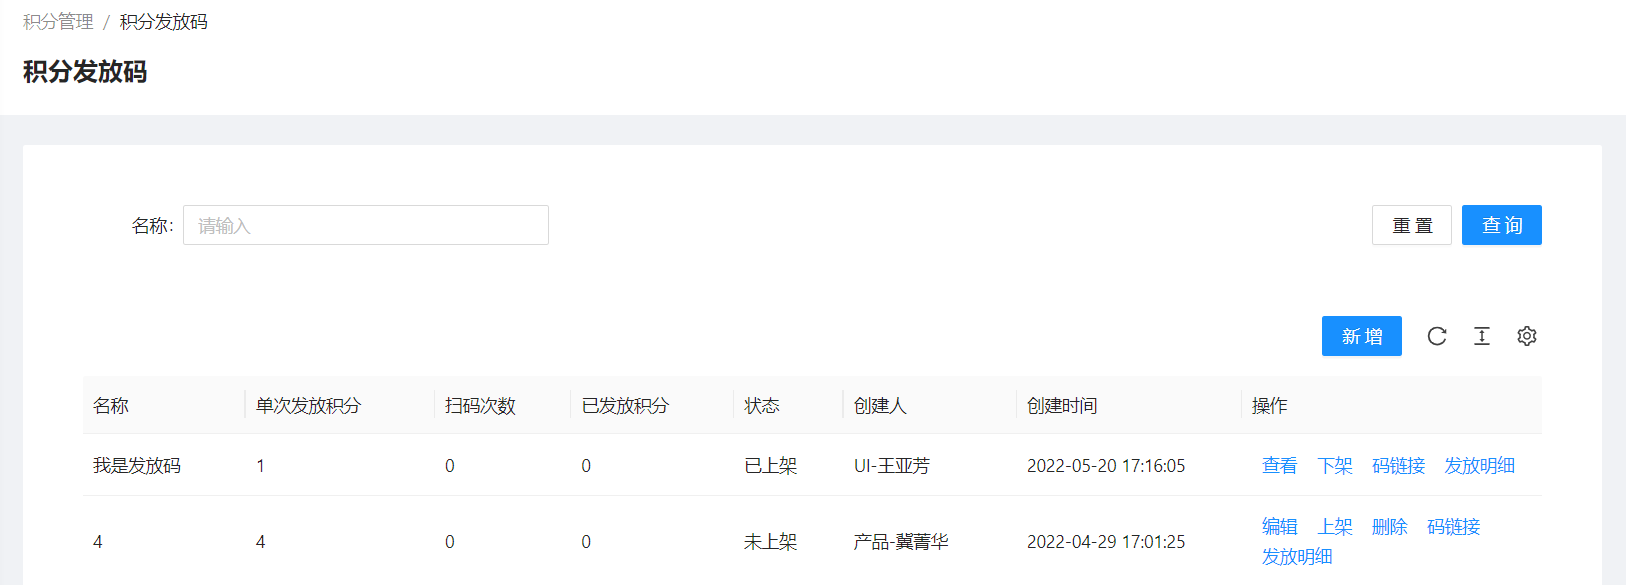 积分管理 / 积分发放码
积分发放码
名称: 请输入 重 置 查 询
新 增
名称 单次发放积分 扫码次数 已发放积分 状态 创建人 创建时间 操作
我是发放码 1 0 0 已上架 UI-王亚芳 2022-05-20 17:16:05 查看 下架 码链接 发放明细
4 4 0 0 未上架 产品-冀菁华 2022-04-29 17:01:25 编辑 上架 删除 码链接
发放明细